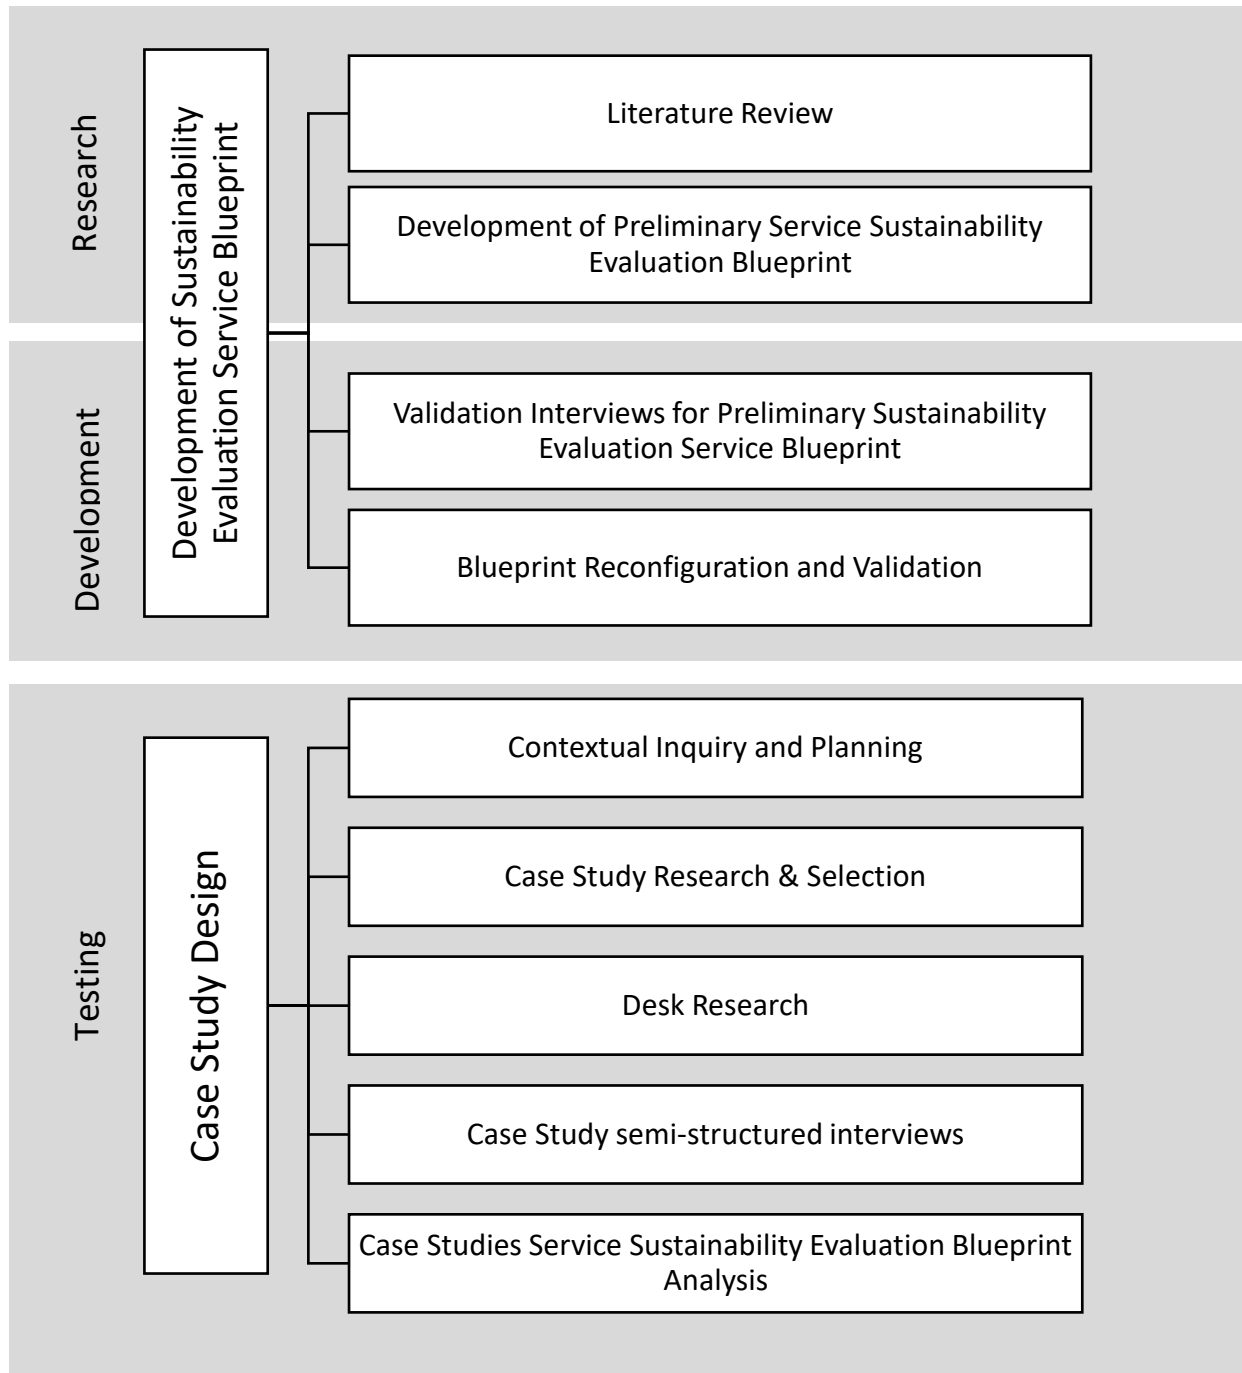 Research
Development of Sustainability
Evaluation Service Blueprint
Literature Review
Development of Preliminary Service Sustainability
Evaluation Blueprint
Development
Validation Interviews for Preliminary Sustainability
Evaluation Service Blueprint
Blueprint Reconfiguration and Validation
Testing
Case Study Design
Contextual Inquiry and Planning
Case Study Research & Selection
Desk Research
Case Study semi-structured interviews
Case Studies Service Sustainability Evaluation Blueprint
Analysis